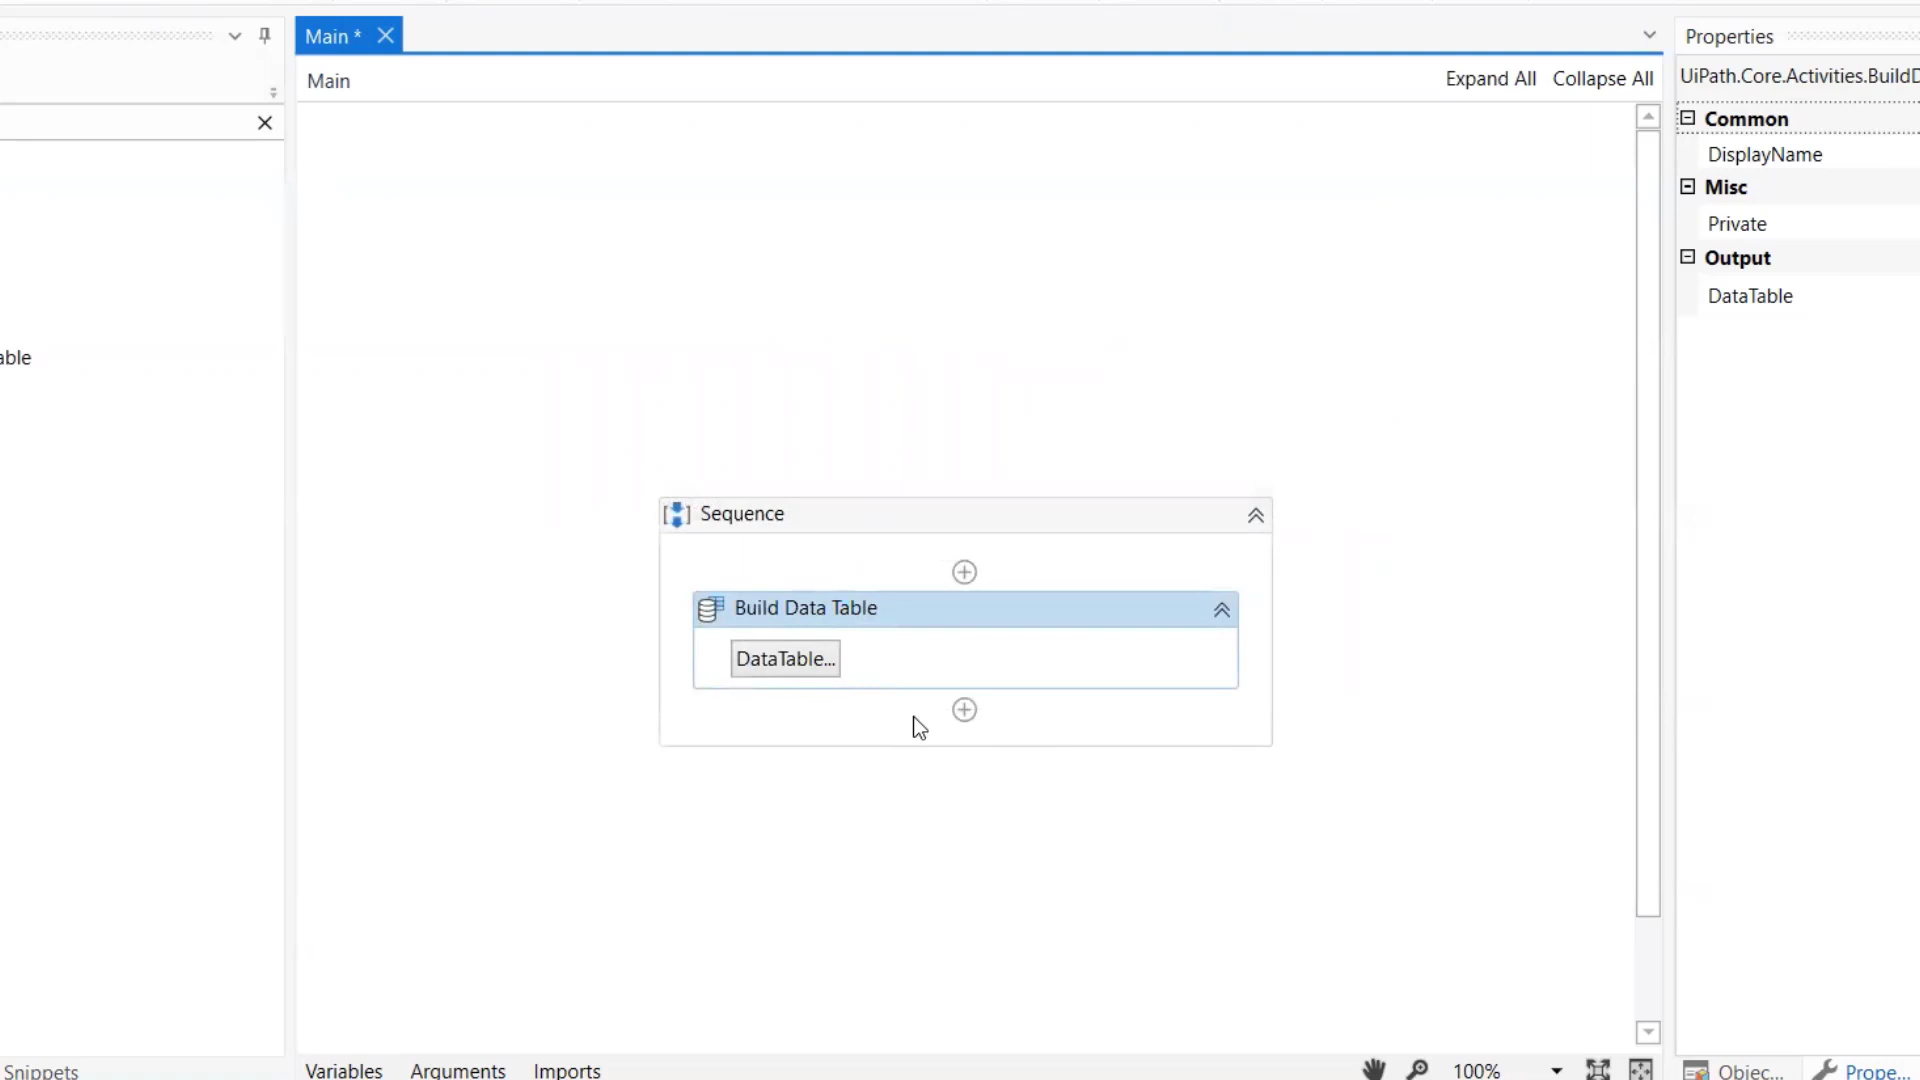 Main *
Properties
Main
Expand All Collapse All
UiPath.Core.Activities.BuildD
Common
DisplayName
Misc
Private
Output
DataTable
able
Sequence
Build Data Table
DataTable...
Snippets
Variables Arguments Imports
100%
Objec...
Prope...